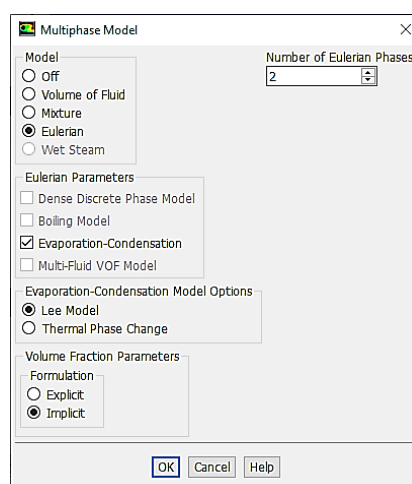 Multiphase Model
Model
Off
Volume of Fluid
Mixture
Eulerian
Wet Steam
Number of Eulerian Phases
2
Eulerian Parameters
Dense Discrete Phase Model
Boiling Model
Evaporation-Condensation
Multi-Fluid VOF Model
Evaporation-Condensation Model Options
Lee Model
Thermal Phase Change
Volume Fraction Parameters
Formulation
Explicit
Implicit
OK Cancel Help